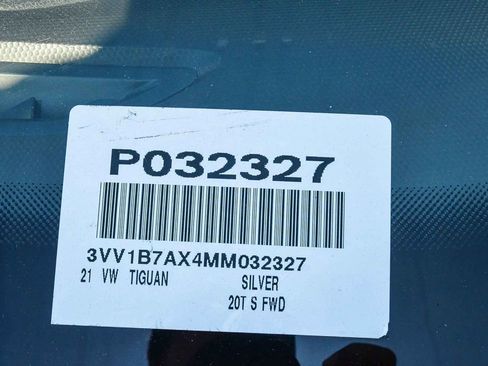 P032327
3VV1B7AX4MM032327
21 VW TIGUAN SILVER
20T S FWD